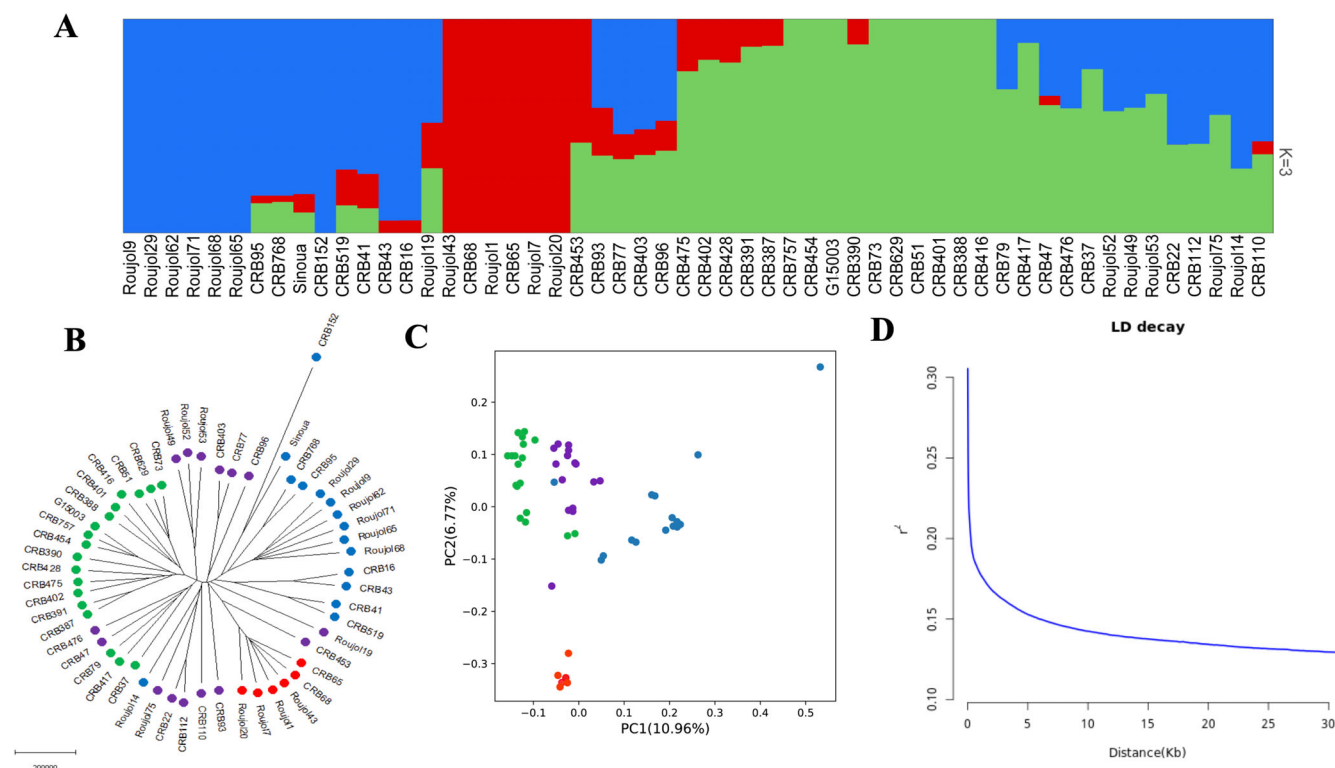 A
K=3
Roujol9
Roujol29
Roujol62
Roujol71
Roujol68
Roujol65
CRB95
CRB768
Sinoua
CRB152
CRB519
CRB41
CRB43
CRB16
Roujol19
Roujol43
CRB68
Roujol1
CRB65
Roujol7
Roujol20
CRB453
CRB93
CRB77
CRB403
CRB96
CRB475
CRB402
CRB428
CRB391
CRB387
CRB757
CRB454
G15003
CRB390
CRB73
CRB629
CRB51
CRB401
CRB388
CRB416
CRB79
CRB417
CRB47
CRB476
CRB37
Roujol52
Roujol49
Roujol53
CRB22
CRB112
Roujol75
Roujol14
CRB110
B
CRB152
Sinoua
CRB768
CRB95
Roujol29
Roujol9
Roujol62
Roujol71
Roujol65
Roujol68
CRB16
CRB43
CRB41
CRB519
Roujol19
CRB453
CRB65
CRB68
Roujol43
Roujol1
Roujol7
Roujol20
CRB93
CRB110
CRB112
CRB22
Roujol75
Roujol14
CRB37
CRB417
CRB79
CRB47
CRB476
CRB387
CRB391
CRB402
CRB475
CRB428
CRB390
CRB454
CRB757
G15003
CRB388
CRB401
CRB416
CRB51
CRB629
CRB73
Roujol49
Roujol52
Roujol53
CRB403
CRB77
CRB96
C
PC2(6.77%)
0.2
0.1
0.0
−0.1
−0.2
−0.3
−0.1
0.0
0.1
0.2
0.3
0.4
0.5
PC1(10.96%)
D
LD decay
r²
0.30
0.25
0.20
0.15
0.10
0
5
10
15
20
25
30
Distance(Kb)